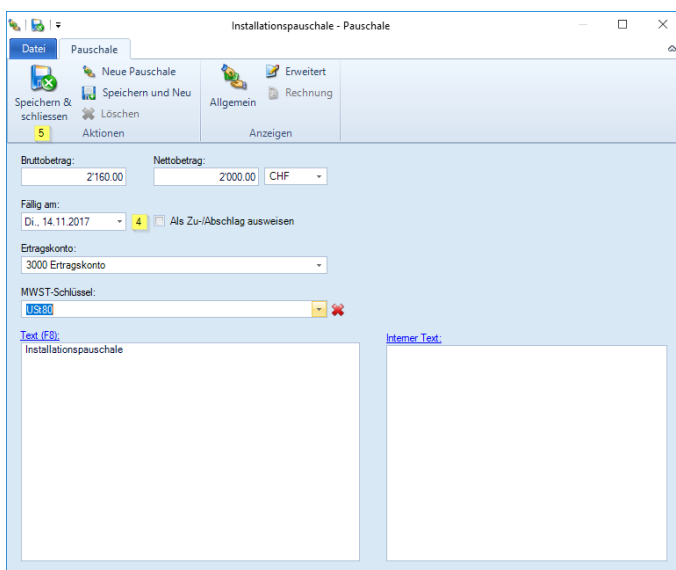 Installationspauschale - Pauschale
Datei Pauschale
Speichern & schliessen
5
Neue Pauschale
Speichern und Neu
Löschen
Aktionen
Allgemein
Erweitert
Rechnung
Anzeigen
Bruttobetrag: Nettobetrag:
2'160.00 2'000.00 CHF
Fällig am:
Di., 14.11.2017 4 Als Zu-/Abschlag ausweisen
Ertragskonto:
3000 Ertragskonto
MWST-Schlüssel:
USt80
Text (F8):
Installationspauschale
Interner Text: